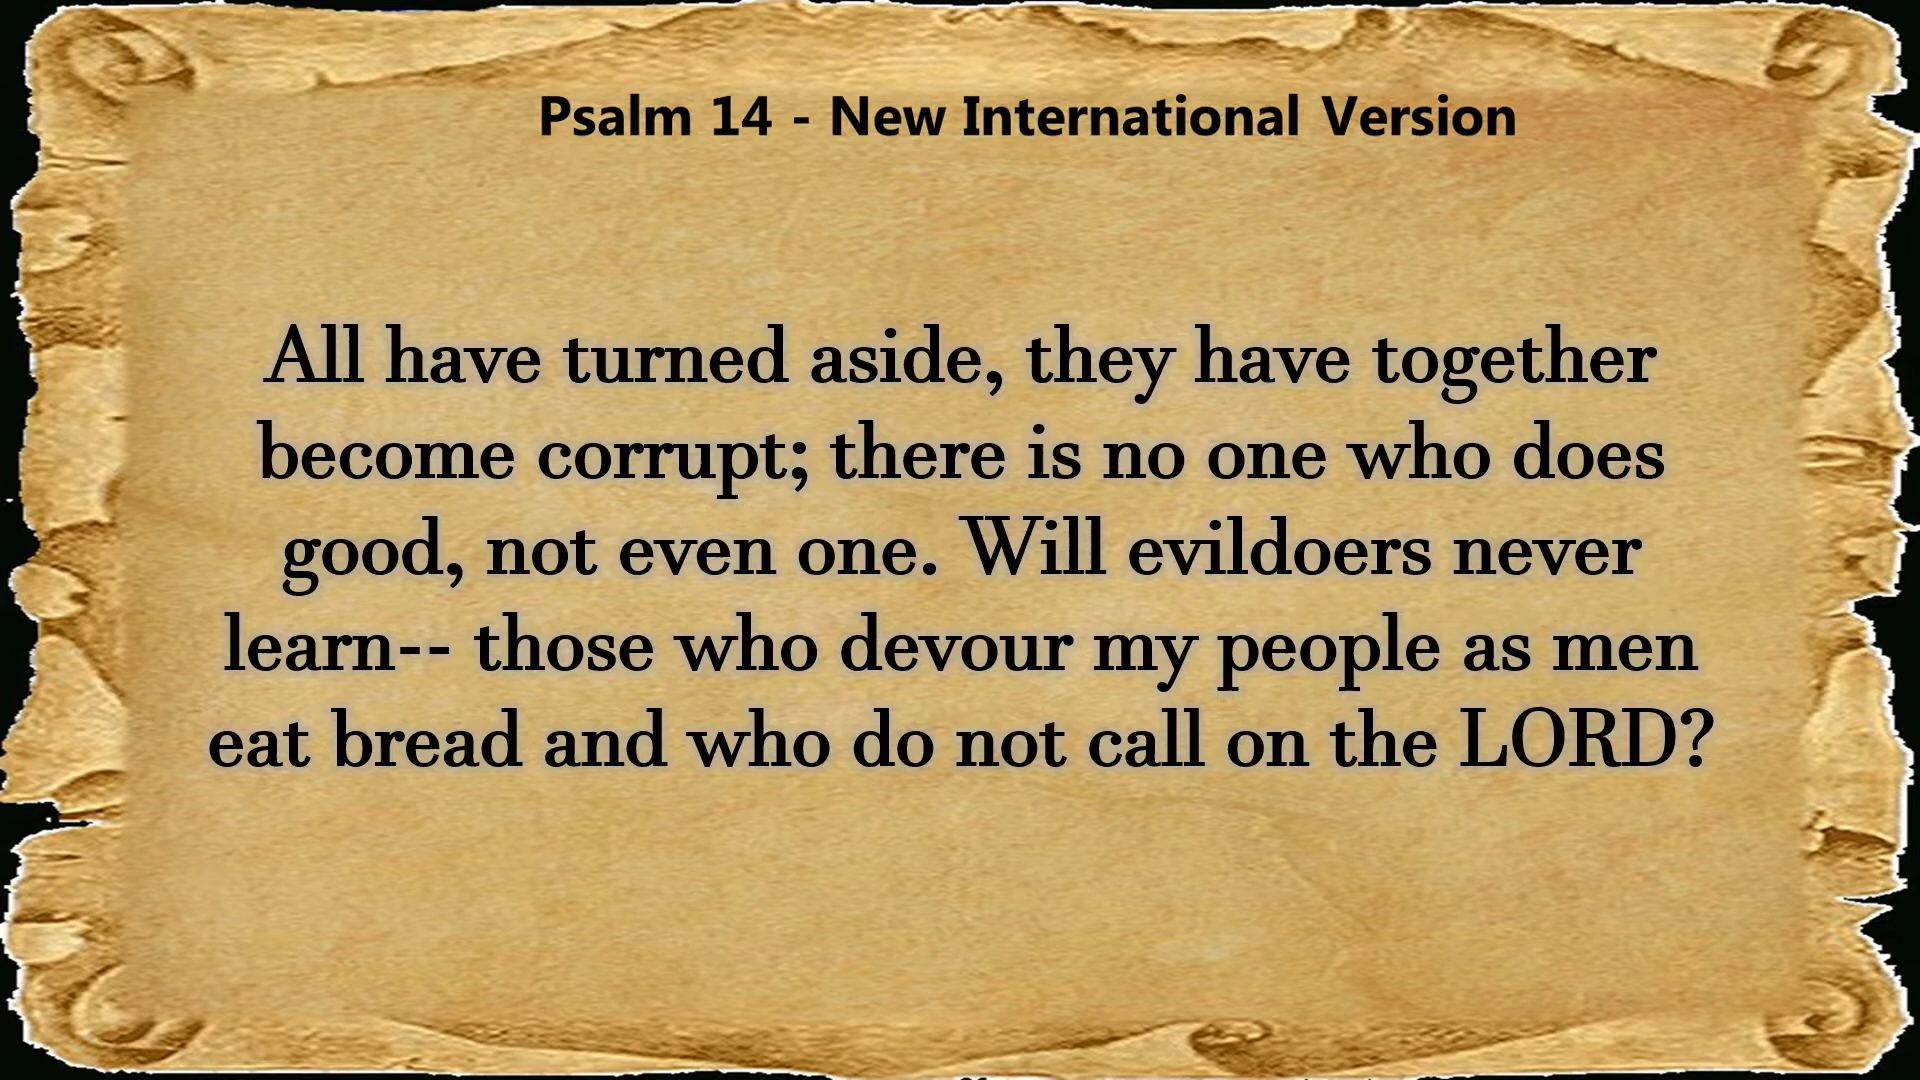 Psalm 14 - New International Version
All have turned aside, they have together
become corrupt; there is no one who does
good, not even one. Will evildoers never
learn-- those who devour my people as men
eat bread and who do not call on the LORD?